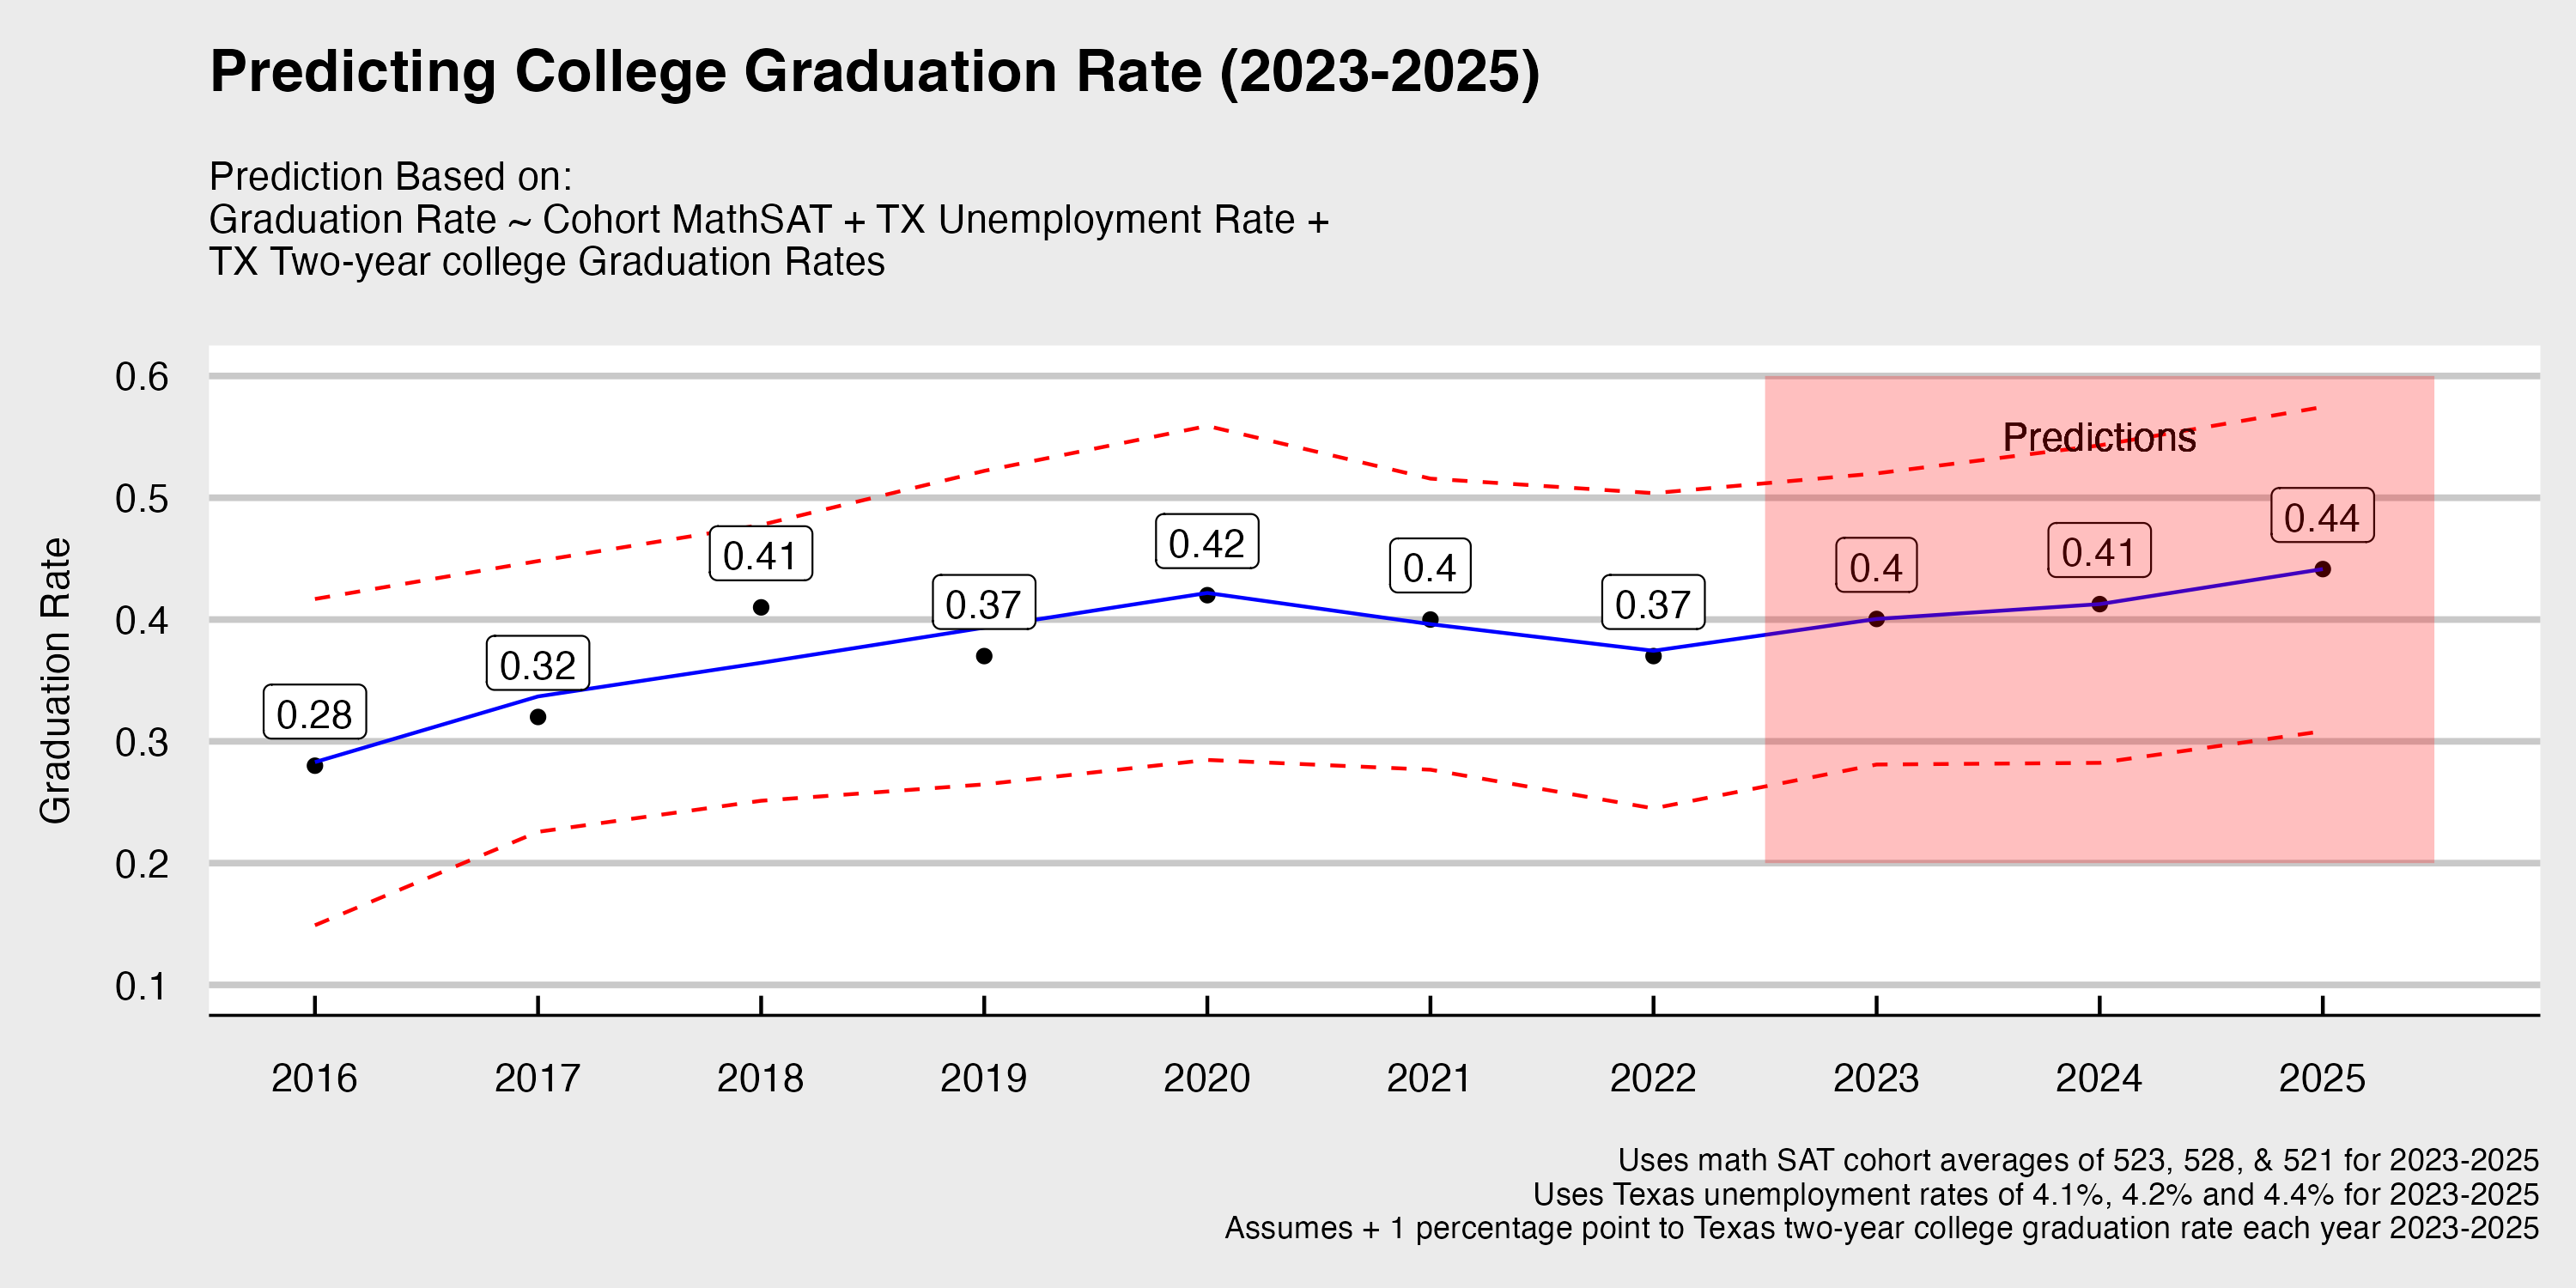 Predicting College Graduation Rate (2023-2025)
Prediction Based on:
Graduation Rate ~ Cohort MathSAT + TX Unemployment Rate +
TX Two-year college Graduation Rates
Graduation Rate
0.6
0.5
0.4
0.3
0.2
0.1
Predictions
0.28
0.32
0.41
0.37
0.42
0.4
0.37
0.4
0.41
0.44
2016 2017 2018 2019 2020 2021 2022 2023 2024 2025
Uses math SAT cohort averages of 523, 528, & 521 for 2023-2025
Uses Texas unemployment rates of 4.1%, 4.2% and 4.4% for 2023-2025
Assumes + 1 percentage point to Texas two-year college graduation rate each year 2023-2025